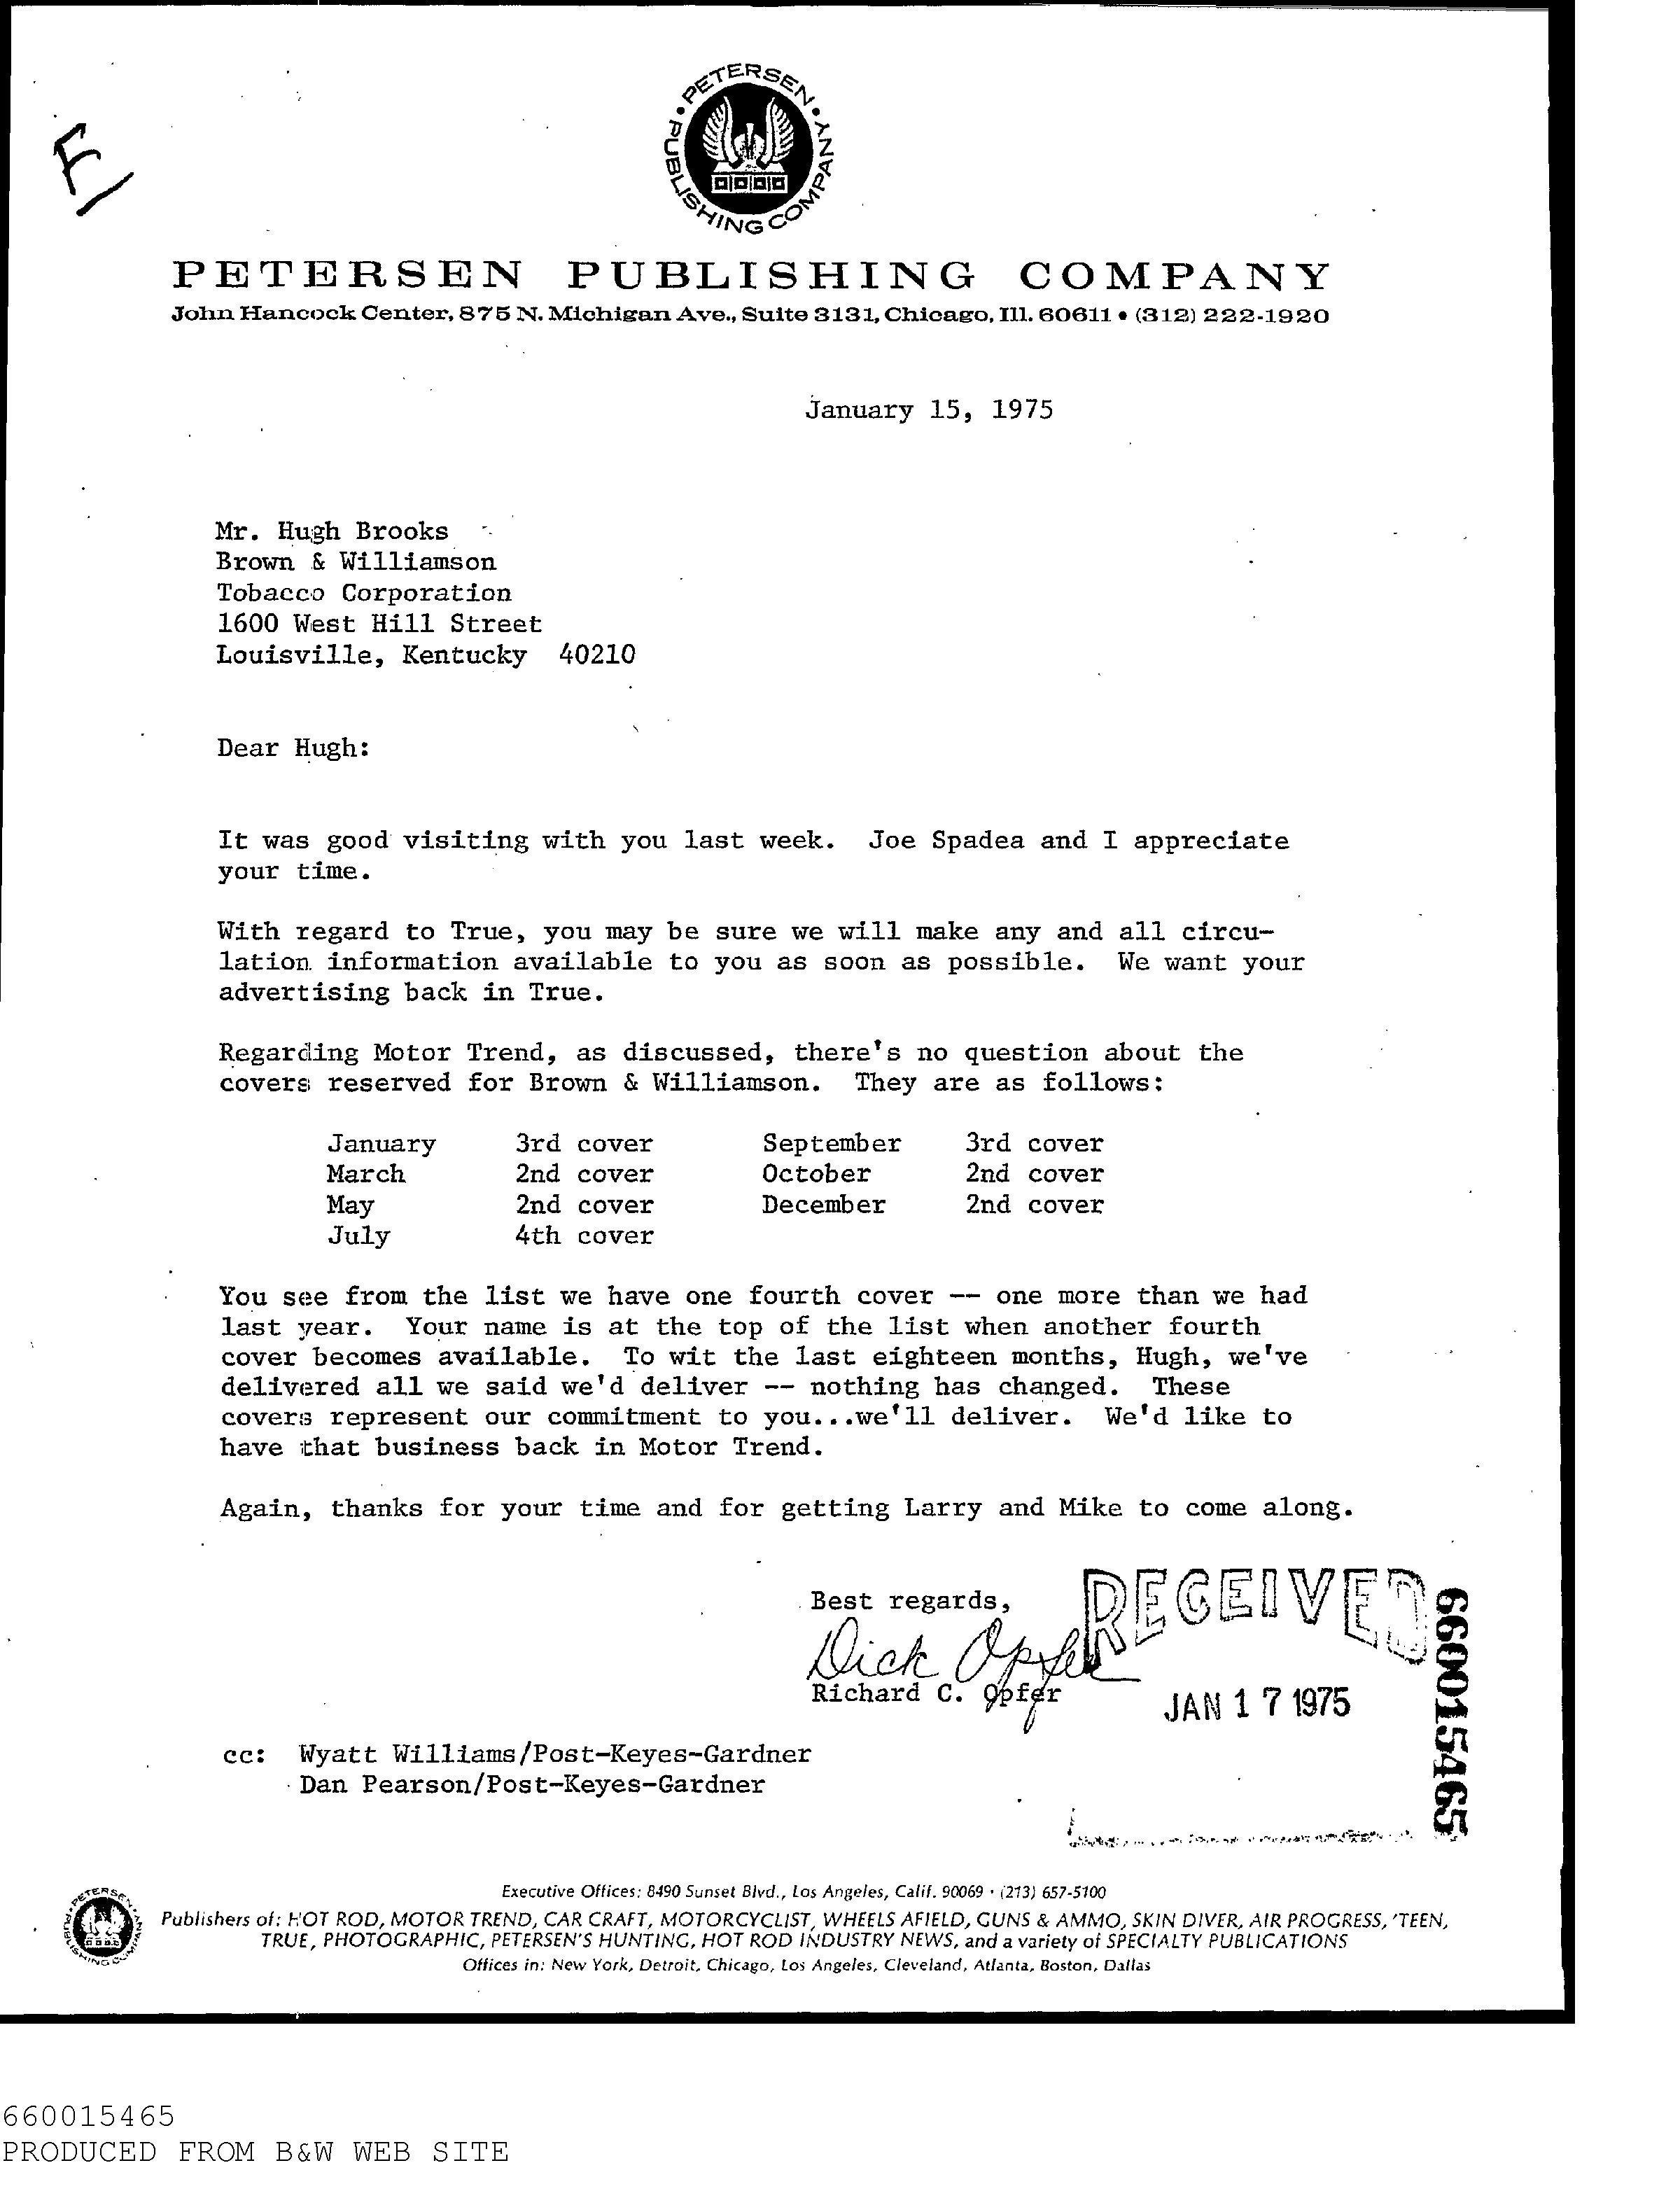 E
PETERSEN • PUBLISHING COMPANY •
PETERSEN PUBLISHING COMPANY
John Hancock Center, 875 N. Michigan Ave., Suite 3131, Chicago, Ill. 60611 • (312) 222-1920
January 15, 1975
Mr. Hugh Brooks
Brown & Williamson
Tobacco Corporation
1600 West Hill Street
Louisville, Kentucky 40210
Dear Hugh:
It was good visiting with you last week. Joe Spadea and I appreciate
your time.
With regard to True, you may be sure we will make any and all circu-
lation information available to you as soon as possible. We want your
advertising back in True.
Regarding Motor Trend, as discussed, there's no question about the
covers reserved for Brown & Williamson. They are as follows:
January 3rd cover September 3rd cover
March 2nd cover October 2nd cover
May 2nd cover December 2nd cover
July 4th cover
You see from the list we have one fourth cover -- one more than we had
last year. Your name is at the top of the list when another fourth
cover becomes available. To wit the last eighteen months, Hugh, we've
delivered all we said we'd deliver -- nothing has changed. These
covers represent our commitment to you...we'll deliver. We'd like to
have that business back in Motor Trend.
Again, thanks for your time and for getting Larry and Mike to come along.
Best regards,
RECEIVED
Dick Opfer
Richard C. Opfer
JAN 17 1975
660015465
cc: Wyatt Williams/Post-Keyes-Gardner
Dan Pearson/Post-Keyes-Gardner
PETERSEN • PUBLISHING COMPANY •
Executive Offices: 8490 Sunset Blvd., Los Angeles, Calif. 90069 • (213) 657-5100
Publishers of: HOT ROD, MOTOR TREND, CAR CRAFT, MOTORCYCLIST, WHEELS AFIELD, GUNS & AMMO, SKIN DIVER, AIR PROGRESS, 'TEEN,
TRUE, PHOTOGRAPHIC, PETERSEN'S HUNTING, HOT ROD INDUSTRY NEWS, and a variety of SPECIALTY PUBLICATIONS
Offices in: New York, Detroit, Chicago, Los Angeles, Cleveland, Atlanta, Boston, Dallas
660015465
PRODUCED FROM B&W WEB SITE